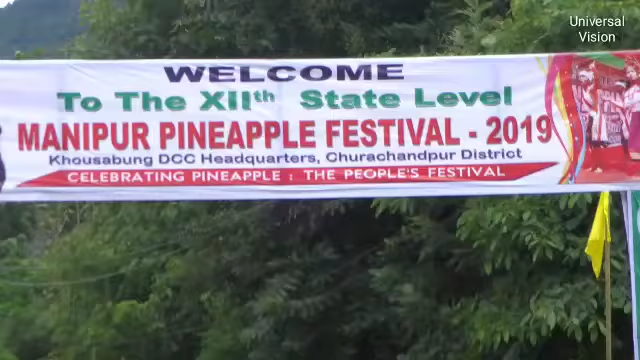 Universal
Vision
WELCOME
To The XIIth State Level
MANIPUR PINEAPPLE FESTIVAL - 2019
Khousabung DCC Headquarters, Churachandpur District
CELEBRATING PINEAPPLE : THE PEOPLE'S FESTIVAL